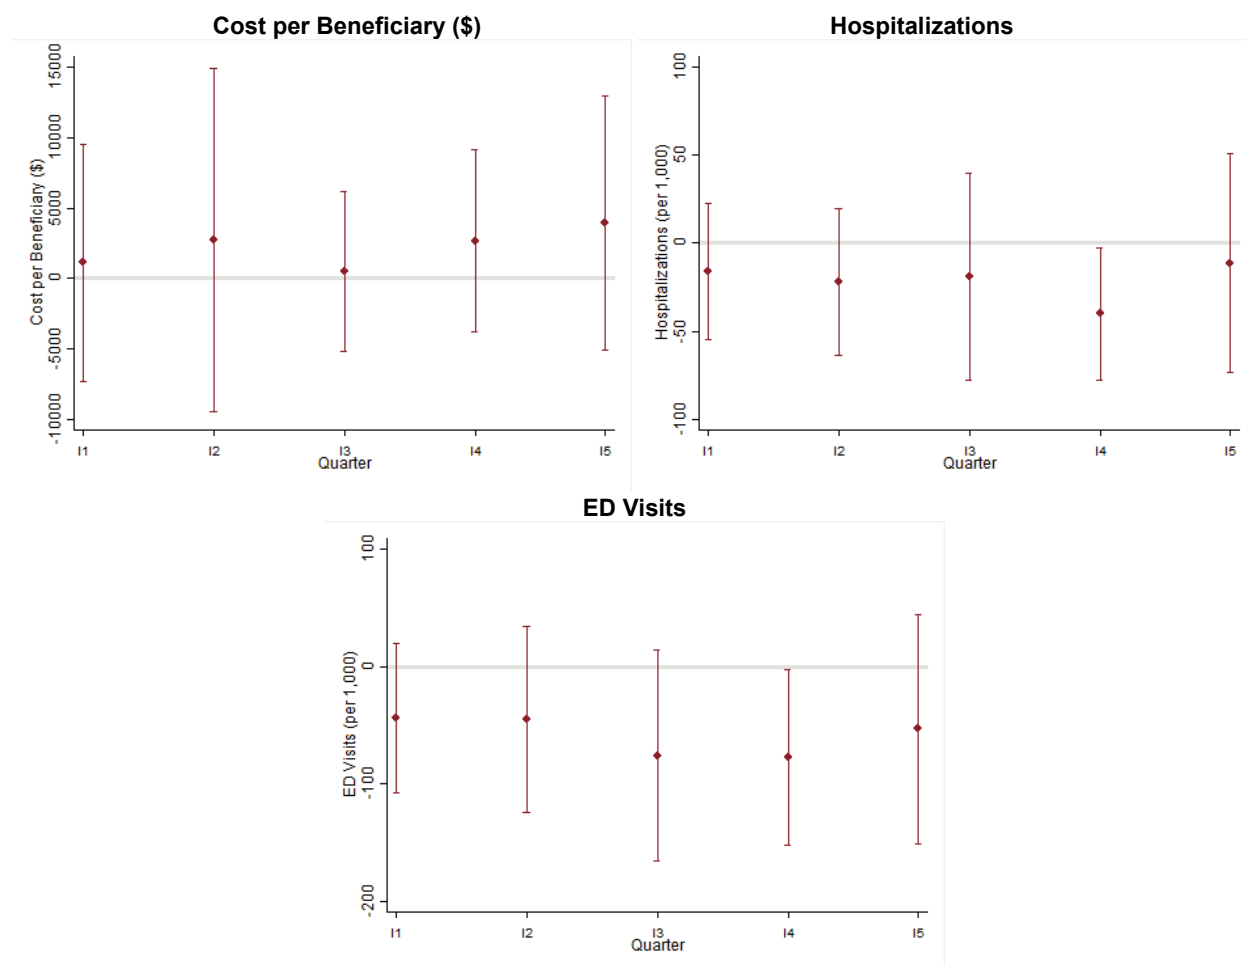 Cost per Beneficiary ($)
Cost per Beneficiary ($)
15000
10000
5000
0
-5000
-10000
I1 I2 I3 I4 I5
Quarter
Hospitalizations
Hospitalizations (per 1,000)
100
50
0
-50
-100
I1 I2 I3 I4 I5
Quarter
ED Visits
ED Visits (per 1,000)
100
0
-100
-200
I1 I2 I3 I4 I5
Quarter